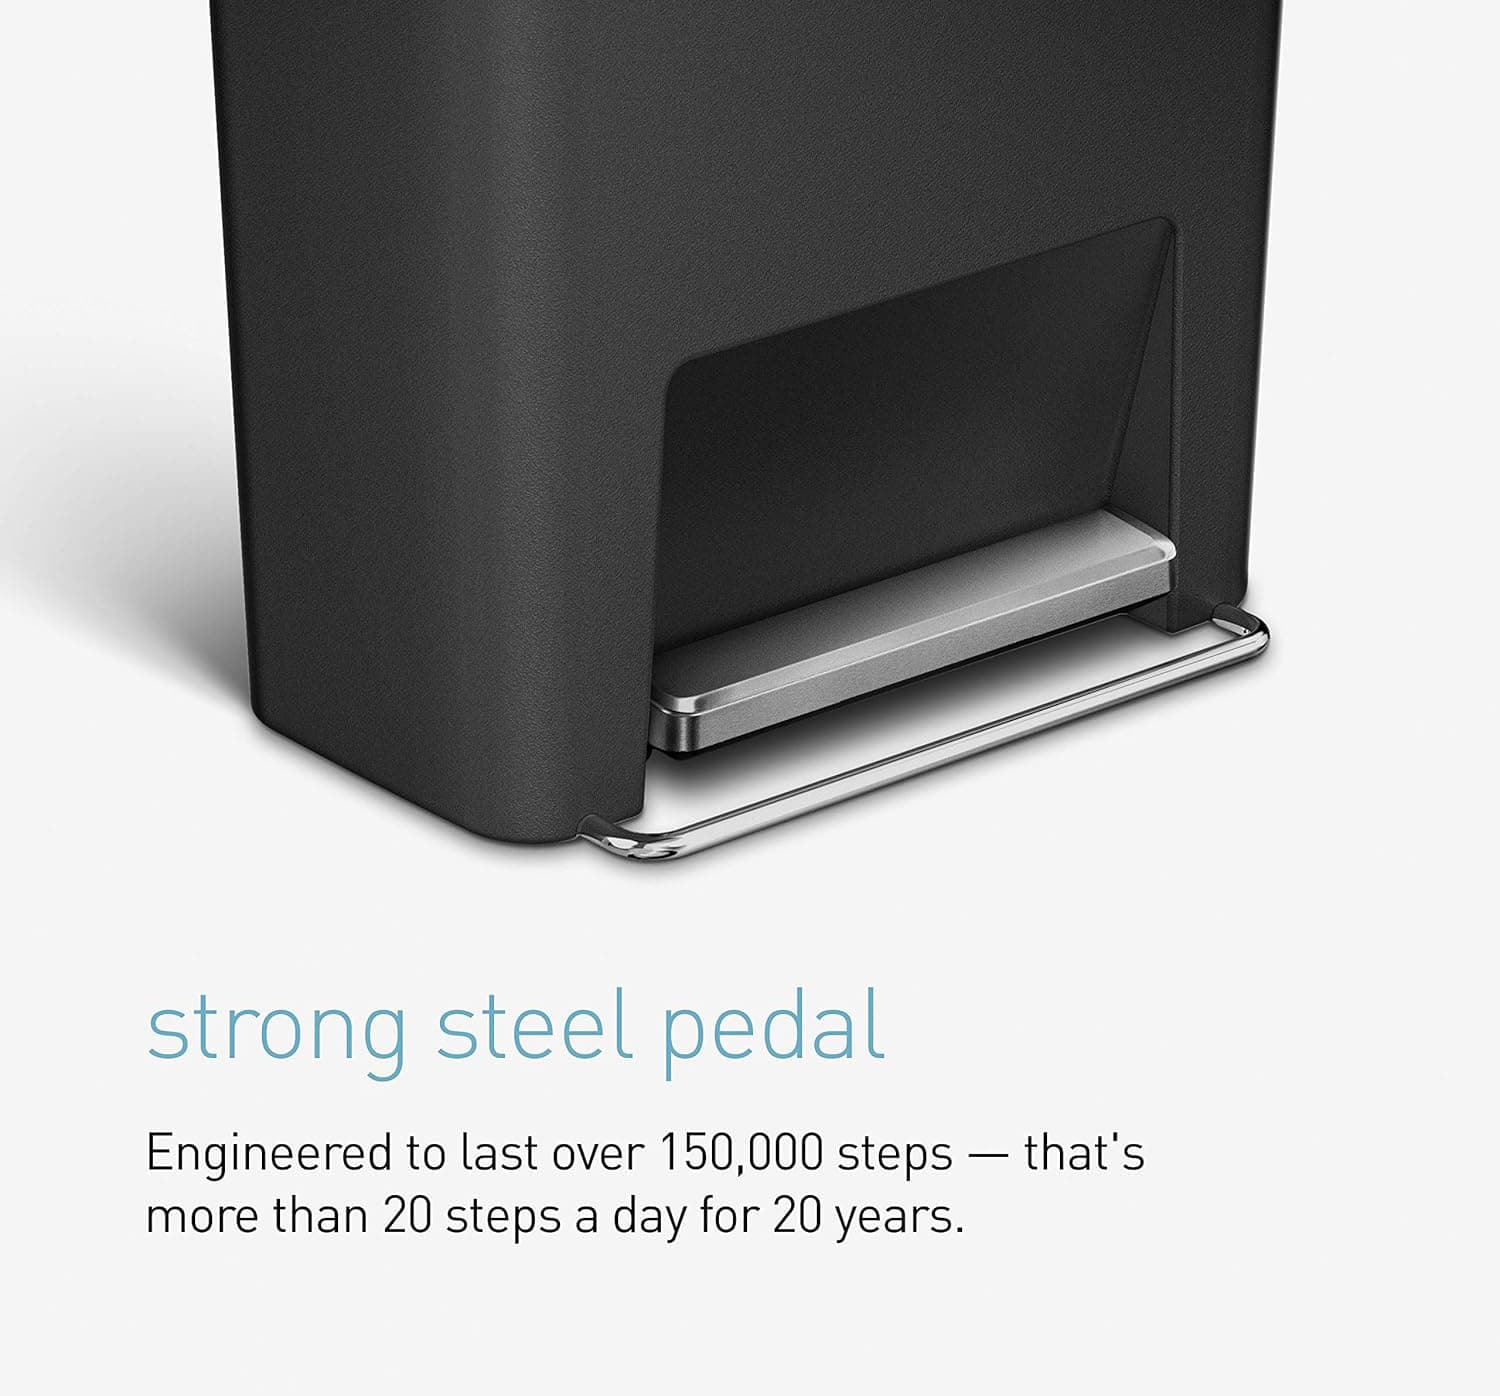 strong steel pedal
Engineered to last over 150,000 steps — that's
more than 20 steps a day for 20 years.